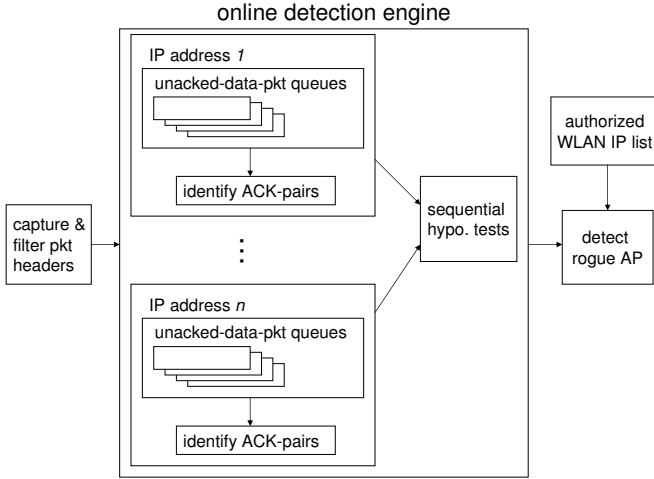 online detection engine
IP address 1
unacked-data-pkt queues
identify ACK-pairs
capture &
filter pkt
headers
sequential
hypo. tests
authorized
WLAN IP list
detect
rogue AP
IP address n
unacked-data-pkt queues
identify ACK-pairs